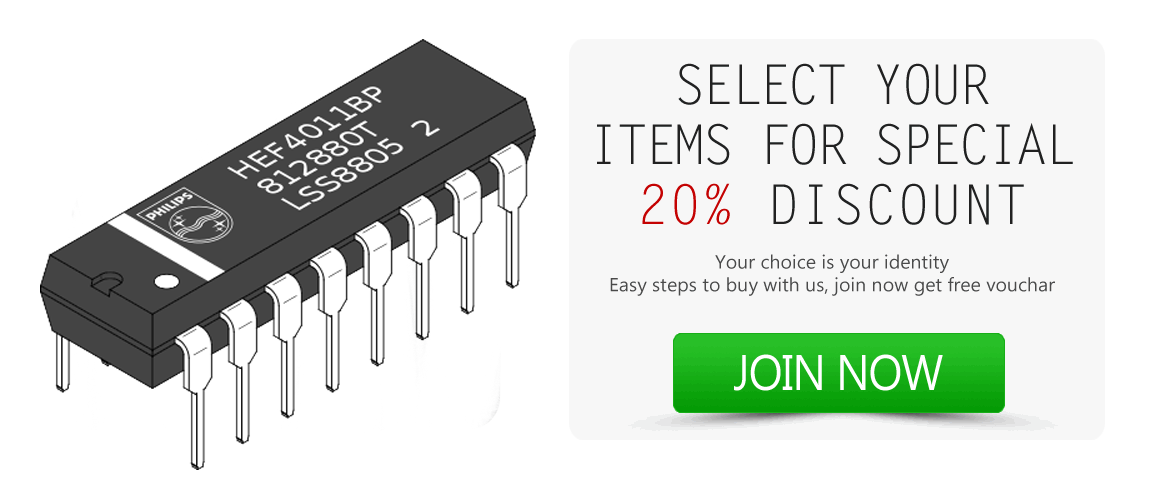 HEF4011BP
812880T
LSS8805 2
PHILIPS
SELECT YOUR
ITEMS FOR SPECIAL
20% DISCOUNT
Your choice is your identity
Easy steps to buy with us, join now get free vouchar
JOIN NOW